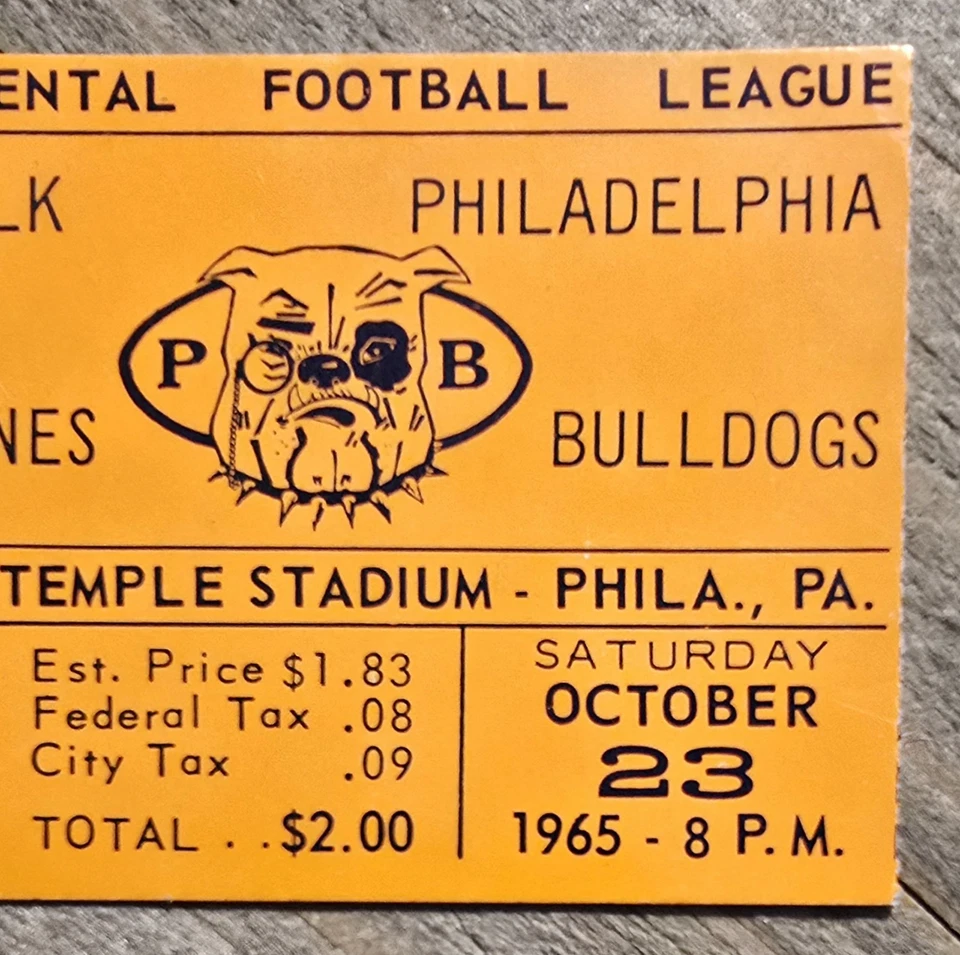 ENTAL FOOTBALL LEAGUE
LK PHILADELPHIA
P B
NES BULLDOGS
TEMPLE STADIUM - PHILA., PA.
Est. Price $1.83
Federal Tax .08
City Tax .09
TOTAL . . $2.00
SATURDAY
OCTOBER
23
1965 - 8 P.M.